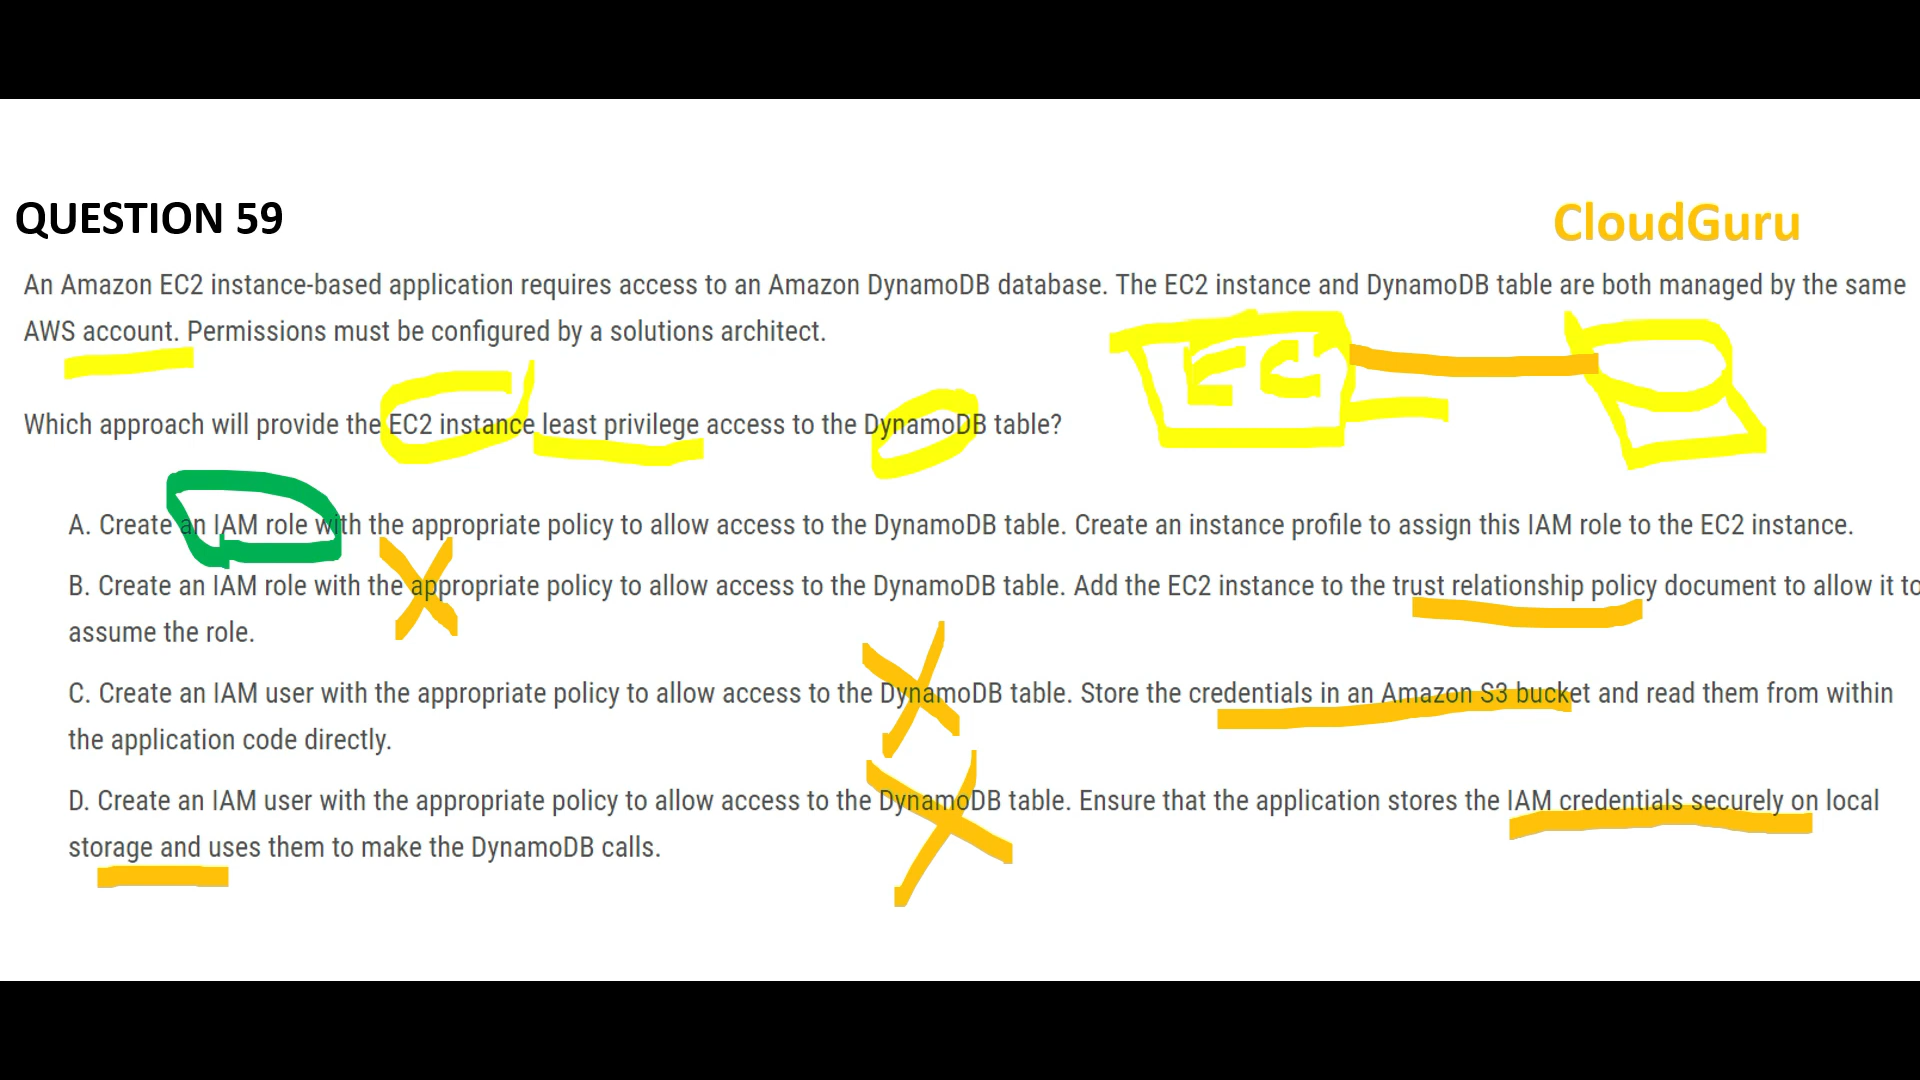 QUESTION 59
CloudGuru
An Amazon EC2 instance-based application requires access to an Amazon DynamoDB database. The EC2 instance and DynamoDB table are both managed by the same
AWS account. Permissions must be configured by a solutions architect.
EC
Which approach will provide the EC2 instance least privilege access to the DynamoDB table?
A. Create an IAM role with the appropriate policy to allow access to the DynamoDB table. Create an instance profile to assign this IAM role to the EC2 instance.
B. Create an IAM role with the appropriate policy to allow access to the DynamoDB table. Add the EC2 instance to the trust relationship policy document to allow it to
assume the role.
C. Create an IAM user with the appropriate policy to allow access to the DynamoDB table. Store the credentials in an Amazon S3 bucket and read them from within
the application code directly.
D. Create an IAM user with the appropriate policy to allow access to the DynamoDB table. Ensure that the application stores the IAM credentials securely on local
storage and uses them to make the DynamoDB calls.